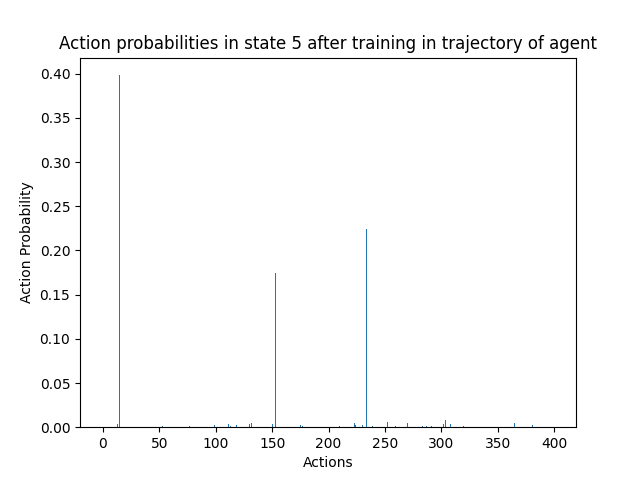 Action probabilities in state 5 after training in trajectory of agent
0.40
0.35
0.30
0.25
0.20
0.15
0.10
0.05
0.00
Action Probability
0 50 100 150 200 250 300 350 400
Actions